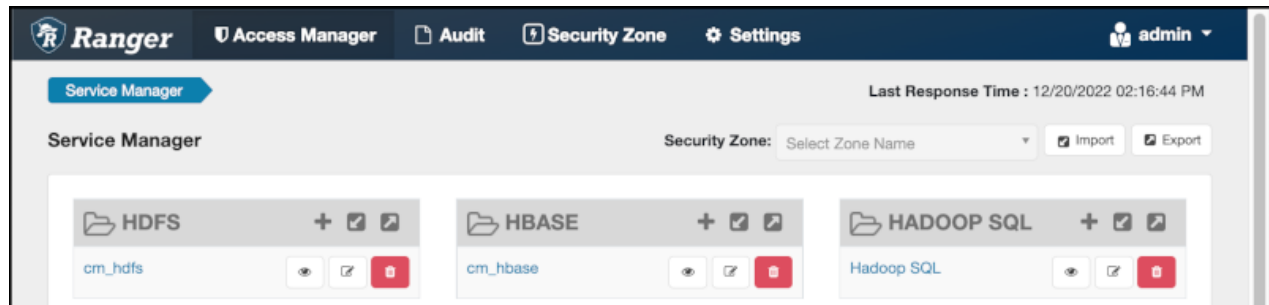 Ranger Access Manager Audit Security Zone Settings admin
Service Manager Last Response Time : 12/20/2022 02:16:44 PM
Service Manager Security Zone: Select Zone Name Import Export
HDFS HBASE HADOOP SQL
cm_hdfs cm_hbase Hadoop SQL